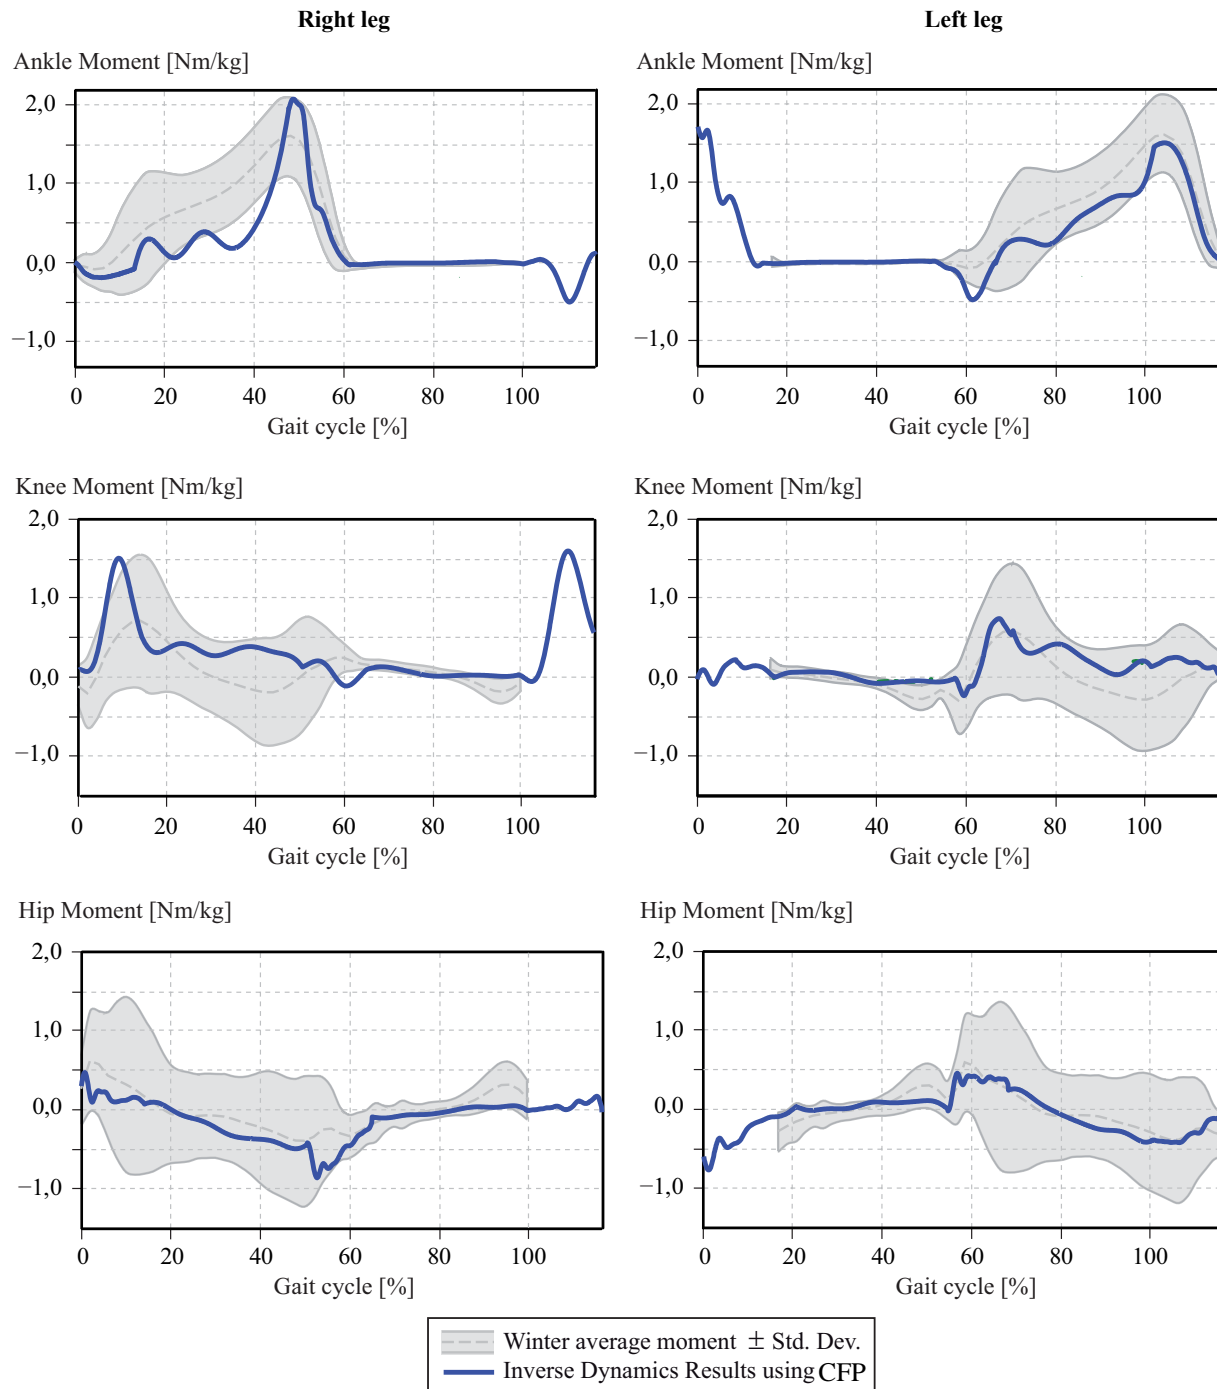 Right leg
Left leg
Ankle Moment [Nm/kg]
Ankle Moment [Nm/kg]
2,0
1,0
0,0
−1,0
0 20 40 60 80 100
Gait cycle [%]
2,0
1,0
0,0
−1,0
0 20 40 60 80 100
Gait cycle [%]
Knee Moment [Nm/kg]
Knee Moment [Nm/kg]
2,0
1,0
0,0
−1,0
0 20 40 60 80 100
Gait cycle [%]
2,0
1,0
0,0
−1,0
0 20 40 60 80 100
Gait cycle [%]
Hip Moment [Nm/kg]
Hip Moment [Nm/kg]
2,0
1,0
0,0
−1,0
0 20 40 60 80 100
Gait cycle [%]
2,0
1,0
0,0
−1,0
0 20 40 60 80 100
Gait cycle [%]
Winter average moment ± Std. Dev.
Inverse Dynamics Results using CFP